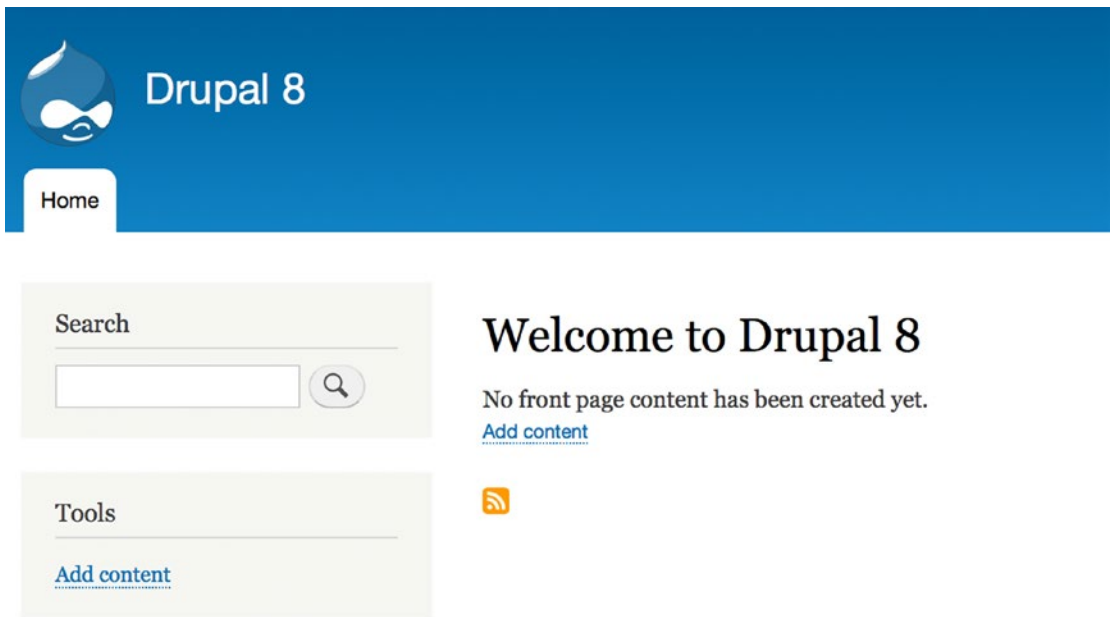 Drupal 8
Home
Search
Tools
Add content
Welcome to Drupal 8
No front page content has been created yet.
Add content